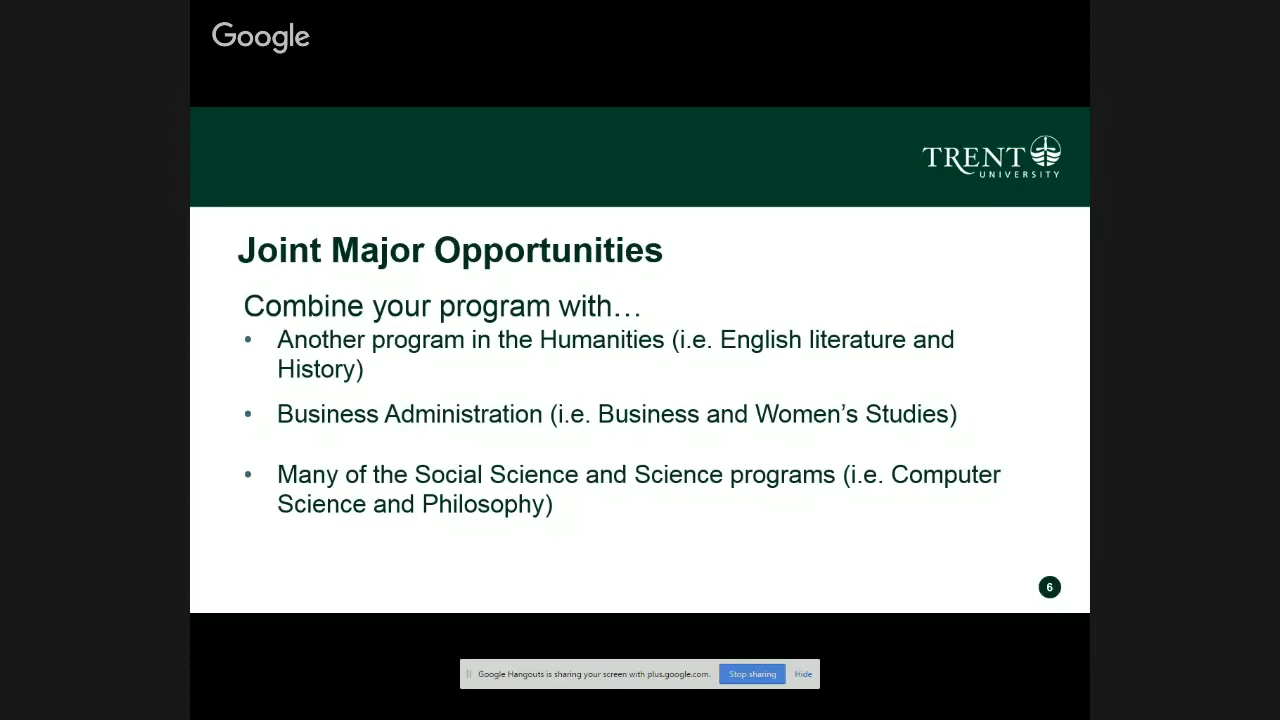 Google
TRENT
UNIVERSITY
Joint Major Opportunities
Combine your program with…
• Another program in the Humanities (i.e. English literature and
History)
• Business Administration (i.e. Business and Women’s Studies)
• Many of the Social Science and Science programs (i.e. Computer
Science and Philosophy)
6
Google Hangouts is sharing your screen with plus.google.com. Stop sharing Hide